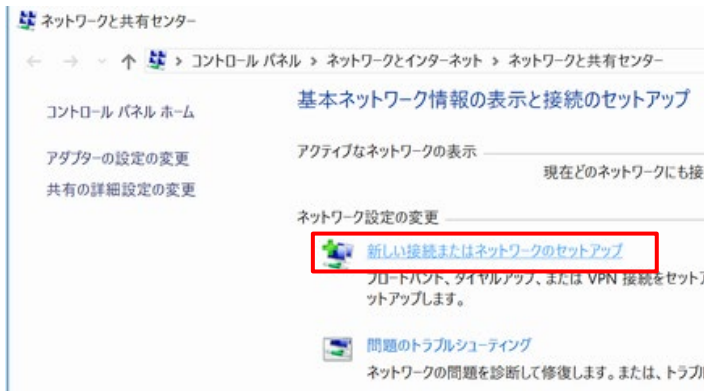 ネットワークと共有センター
コントロール パネル › ネットワークとインターネット › ネットワークと共有センター
コントロール パネル ホーム
アダプターの設定の変更
共有の詳細設定の変更
基本ネットワーク情報の表示と接続のセットアップ
アクティブなネットワークの表示
現在どのネットワークにも接
ネットワーク設定の変更
新しい接続またはネットワークのセットアップ
ブロードバンド、ダイヤルアップ、または VPN 接続をセット
ットアップします。
問題のトラブルシューティング
ネットワークの問題を診断して修復します。または、トラブ